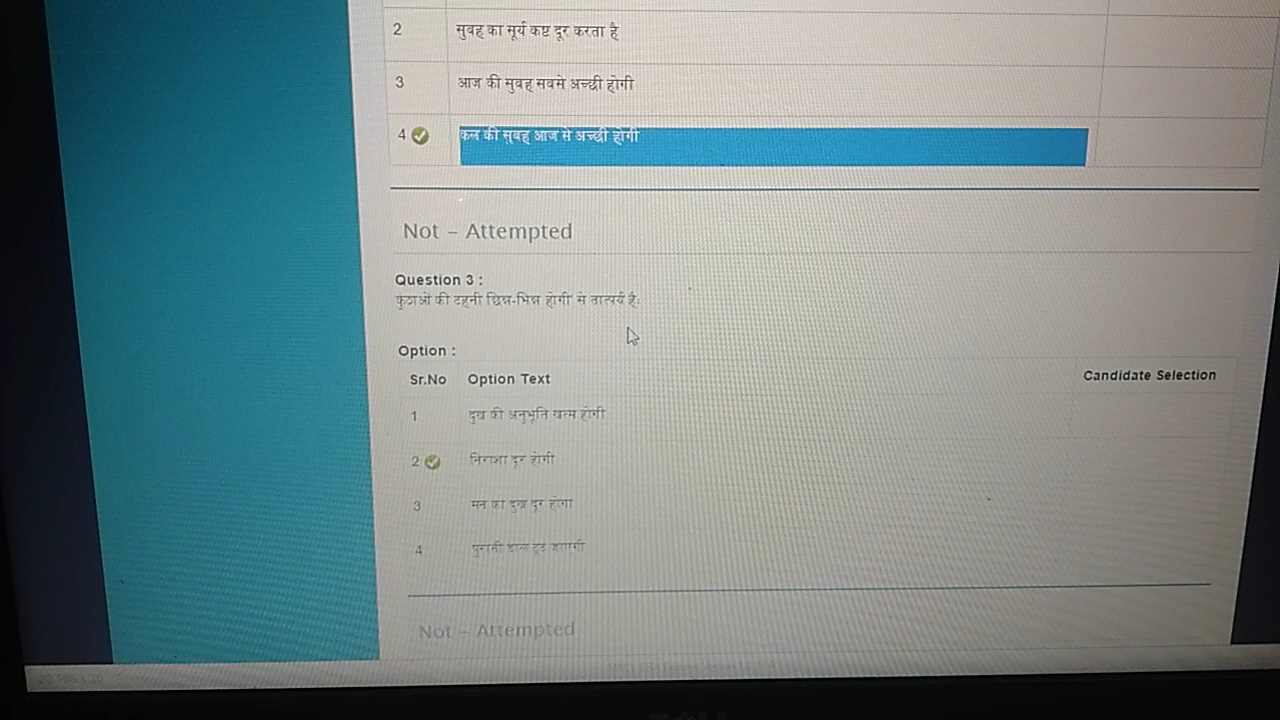 2 सुबह का सूर्य कष्ट दूर करता है
3 आज की सुबह सबसे अच्छी होगी
4 कल की सुबह आज से अच्छी होगी
Not – Attempted
Question 3 :
कुंठाओं की टहनी छिन्न-भिन्न होगी से तात्पर्य है:
Option :
Sr.No Option Text Candidate Selection
1 दुख की अनुभूति खत्म होगी
2 निराशा दूर होगी
3 मन का दुख दूर होगा
4 पुरानी डाल टूट जाएगी
Not – Attempted